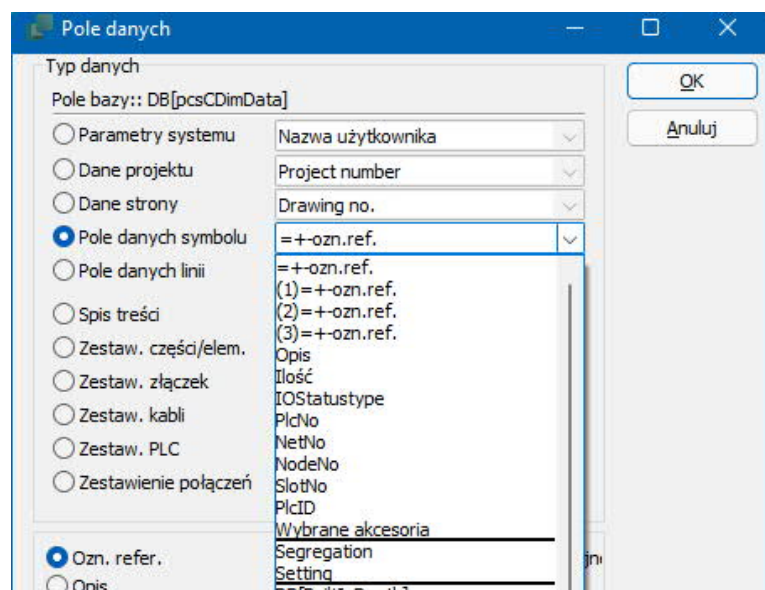 Pole danych
Typ danych
OK
Pole bazy:: DB[pcsCDimData]
Anuluj
Parametry systemu Nazwa użytkownika
Dane projektu Project number
Dane strony Drawing no.
Pole danych symbolu =+-ozn.ref.
Pole danych linii =+-ozn.ref.
(1)=+-ozn.ref.
(2)=+-ozn.ref.
Spis treści (3)=+-ozn.ref.
Opis
Zestaw. części/elem. Ilość
IOStatustype
Zestaw. złączek PlcNo
Zestaw. kabli NetNo
NodeNo
Zestaw. PLC SlotNo
Zestawienie połączeń PlcID
Wybrane akcesoria
Ozn. refer. Segregation
Setting
Opis